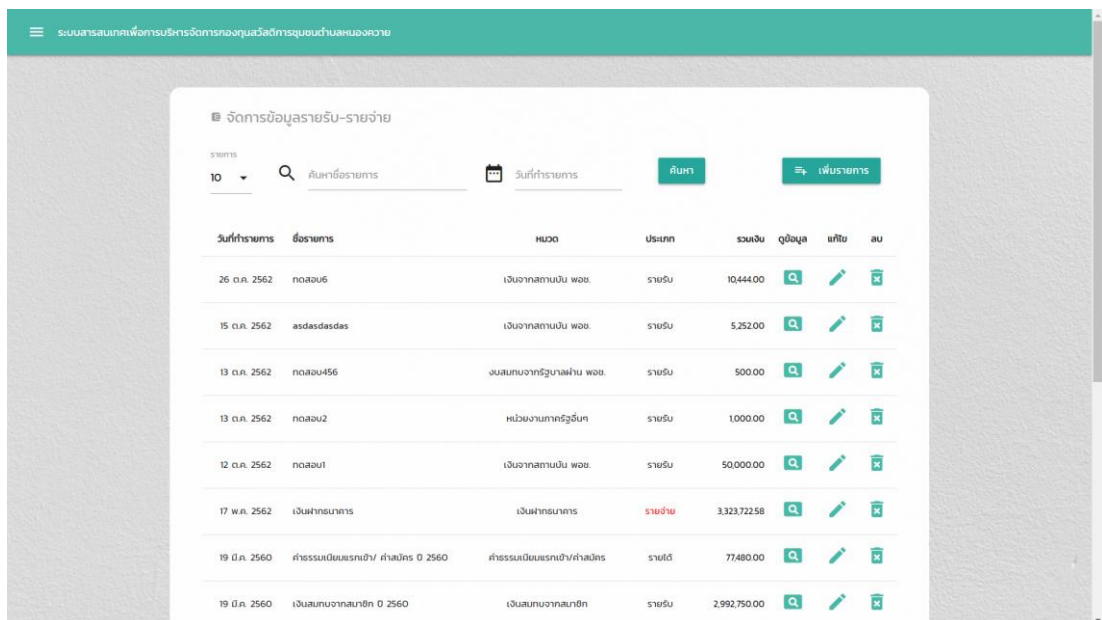 ระบบสารสนเทศเพื่อการบริหารจัดการกองทุนสวัสดิการชุมชนตำบลหนองควาย
จัดการข้อมูลรายรับ-รายจ่าย
รายการ
10 ค้นหาชื่อรายการ วันที่ทำรายการ ค้นหา เพิ่มรายการ
วันที่ทำรายการ ชื่อรายการ หมวด ประเภท รวมเงิน ดูข้อมูล แก้ไข ลบ
26 ต.ค. 2562 ทดสอบ6 เงินจากสถานบัน พอช. รายรับ 10,444.00
15 ต.ค. 2562 asdasdasdas เงินจากสถานบัน พอช. รายรับ 5,252.00
13 ต.ค. 2562 ทดสอบ456 งบสมทบจากรัฐบาลผ่าน พอช. รายรับ 500.00
13 ต.ค. 2562 ทดสอบ2 หน่วยงานภาครัฐอื่นๆ รายรับ 1,000.00
12 ต.ค. 2562 ทดสอบ1 เงินจากสถานบัน พอช. รายรับ 50,000.00
17 พ.ค. 2562 เงินฝากธนาคาร เงินฝากธนาคาร รายจ่าย 3,323,722.58
19 มี.ค. 2560 ค่าธรรมเนียมแรกเข้า/ ค่าสมัคร ปี 2560 ค่าธรรมเนียมแรกเข้า/ค่าสมัคร รายได้ 77,480.00
19 มี.ค. 2560 เงินสมทบจากสมาชิก ปี 2560 เงินสมทบจากสมาชิก รายรับ 2,992,750.00